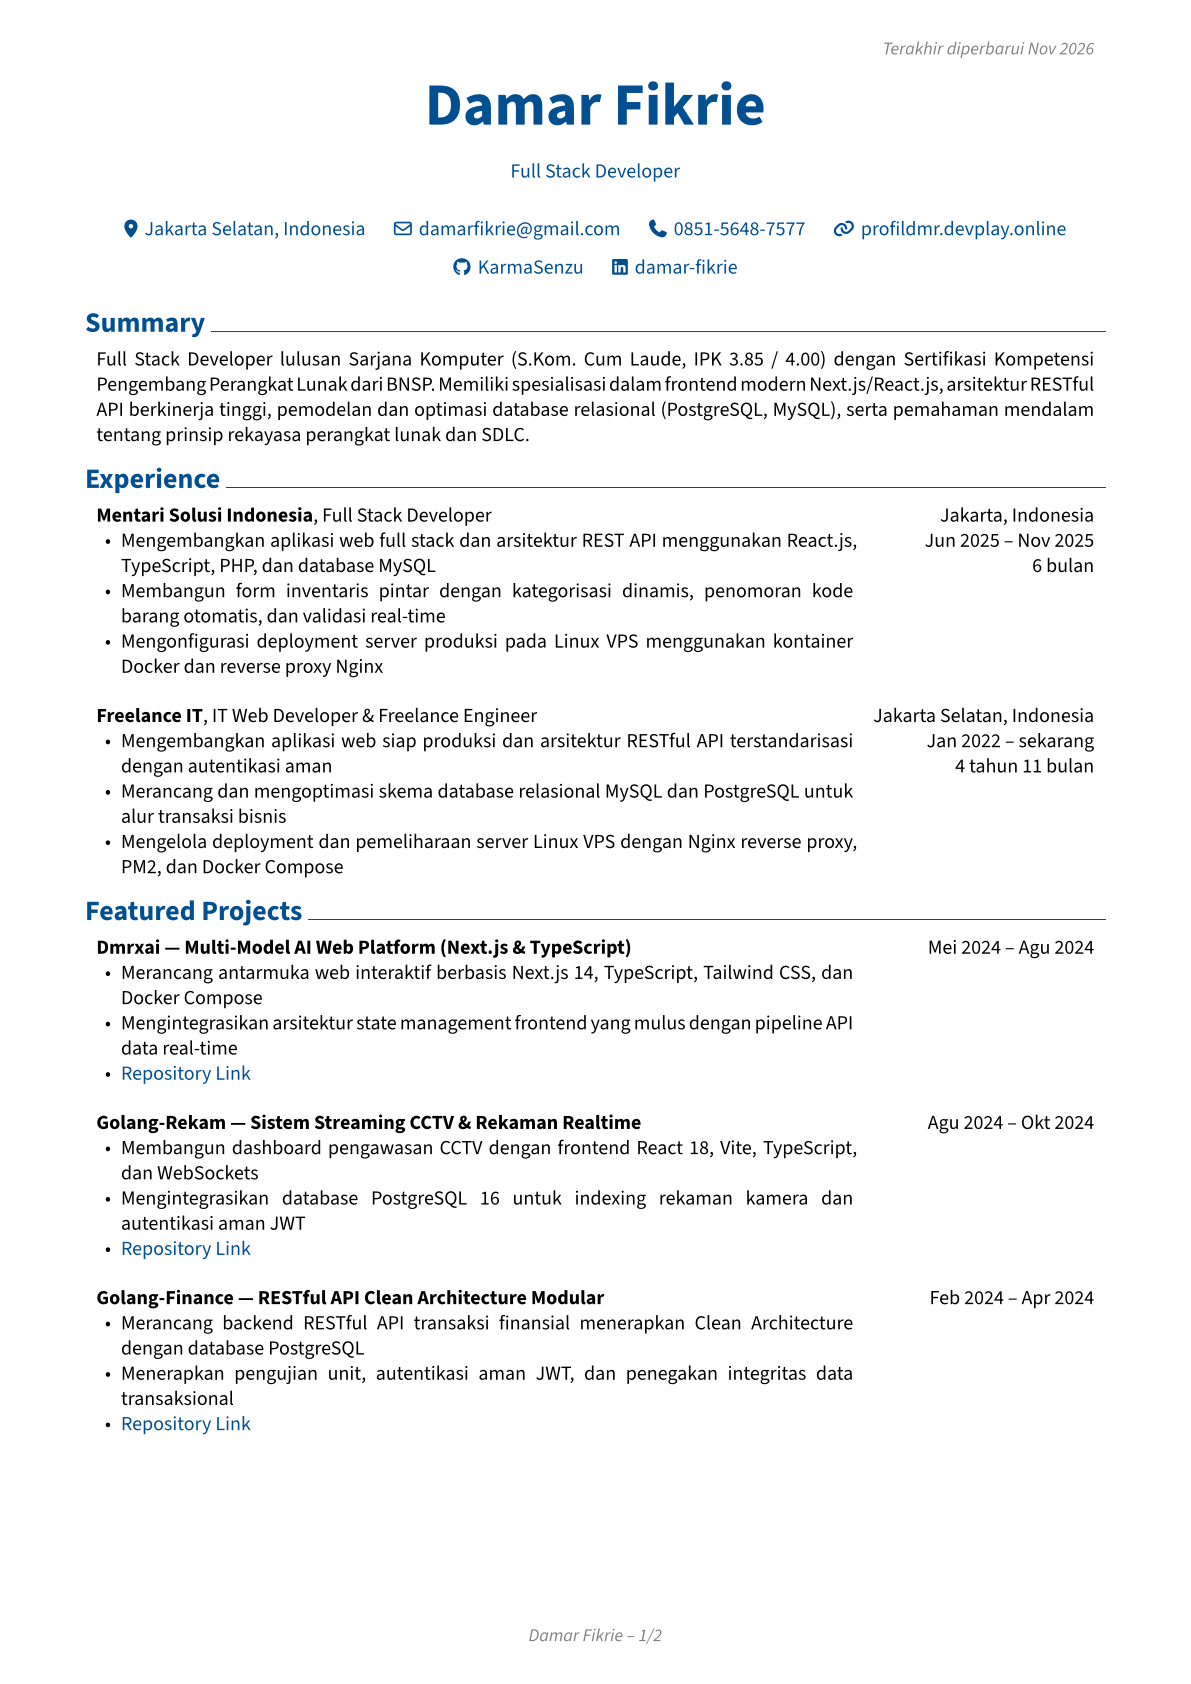 Terakhir diperbarui Nov 2026
Damar Fikrie
Full Stack Developer
Jakarta Selatan, Indonesia damarfikrie@gmail.com 0851-5648-7577 profildmr.devplay.online
KarmaSenzu damar-fikrie
Summary
Full Stack Developer lulusan Sarjana Komputer (S.Kom. Cum Laude, IPK 3.85 / 4.00) dengan Sertifikasi Kompetensi
Pengembang Perangkat Lunak dari BNSP. Memiliki spesialisasi dalam frontend modern Next.js/React.js, arsitektur RESTful
API berkinerja tinggi, pemodelan dan optimasi database relasional (PostgreSQL, MySQL), serta pemahaman mendalam
tentang prinsip rekayasa perangkat lunak dan SDLC.
Experience
Mentari Solusi Indonesia, Full Stack Developer Jakarta, Indonesia
• Mengembangkan aplikasi web full stack dan arsitektur REST API menggunakan React.js, Jun 2025 – Nov 2025
TypeScript, PHP, dan database MySQL 6 bulan
• Membangun form inventaris pintar dengan kategorisasi dinamis, penomoran kode
barang otomatis, dan validasi real-time
• Mengonfigurasi deployment server produksi pada Linux VPS menggunakan kontainer
Docker dan reverse proxy Nginx
Freelance IT, IT Web Developer & Freelance Engineer Jakarta Selatan, Indonesia
• Mengembangkan aplikasi web siap produksi dan arsitektur RESTful API terstandarisasi Jan 2022 – sekarang
dengan autentikasi aman 4 tahun 11 bulan
• Merancang dan mengoptimasi skema database relasional MySQL dan PostgreSQL untuk
alur transaksi bisnis
• Mengelola deployment dan pemeliharaan server Linux VPS dengan Nginx reverse proxy,
PM2, dan Docker Compose
Featured Projects
Dmrxai — Multi-Model AI Web Platform (Next.js & TypeScript) Mei 2024 – Agu 2024
• Merancang antarmuka web interaktif berbasis Next.js 14, TypeScript, Tailwind CSS, dan
Docker Compose
• Mengintegrasikan arsitektur state management frontend yang mulus dengan pipeline API
data real-time
• Repository Link
Golang-Rekam — Sistem Streaming CCTV & Rekaman Realtime Agu 2024 – Okt 2024
• Membangun dashboard pengawasan CCTV dengan frontend React 18, Vite, TypeScript,
dan WebSockets
• Mengintegrasikan database PostgreSQL 16 untuk indexing rekaman kamera dan
autentikasi aman JWT
• Repository Link
Golang-Finance — RESTful API Clean Architecture Modular Feb 2024 – Apr 2024
• Merancang backend RESTful API transaksi finansial menerapkan Clean Architecture
dengan database PostgreSQL
• Menerapkan pengujian unit, autentikasi aman JWT, dan penegakan integritas data
transaksional
• Repository Link
Damar Fikrie – 1/2